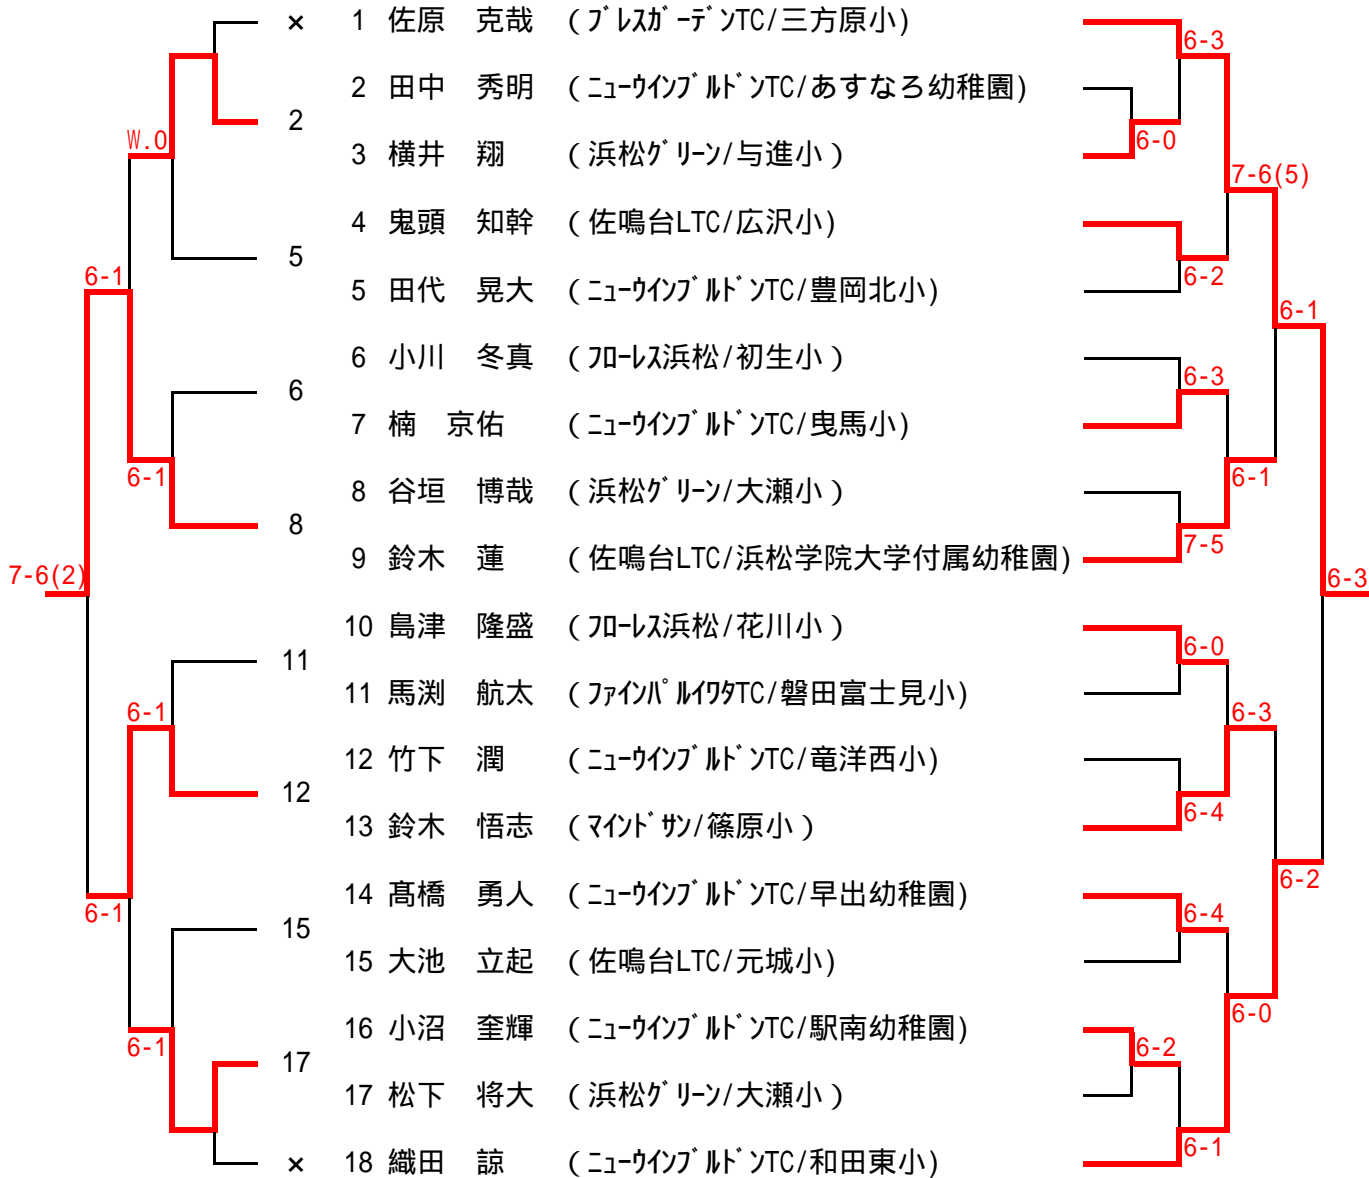 × 1 佐原 克哉 (ブレスガーデンTC/三方原小)
6-3
2 田中 秀明 (ニューウインブルドンTC/あすなろ幼稚園)
2
W.O 6-0
3 横井 翔 (浜松グリーン/与進小)
7-6(5)
4 鬼頭 知幹 (佐鳴台LTC/広沢小)
5
6-1 6-2
5 田代 晃大 (ニューウインブルドンTC/豊岡北小)
6-1
6 小川 冬真 (フローレス浜松/初生小)
6 6-3
7 楠 京佑 (ニューウインブルドンTC/曳馬小)
6-1 6-1
8 谷垣 博哉 (浜松グリーン/大瀬小)
8
7-5
9 鈴木 蓮 (佐鳴台LTC/浜松学院大学付属幼稚園)
7-6(2) 6-3
10 島津 隆盛 (フローレス浜松/花川小)
11 6-0
11 馬渕 航太 (ファインパルイワタTC/磐田富士見小)
6-1 6-3
12 竹下 潤 (ニューウインブルドンTC/竜洋西小)
12
6-4
13 鈴木 悟志 (マインドサン/篠原小)
6-2
14 髙橋 勇人 (ニューウインブルドンTC/早出幼稚園)
6-1 6-4
15
15 大池 立起 (佐鳴台LTC/元城小)
6-0
16 小沼 奎輝 (ニューウインブルドンTC/駅南幼稚園)
6-1 6-2
17
17 松下 将大 (浜松グリーン/大瀬小)
6-1
× 18 織田 諒 (ニューウインブルドンTC/和田東小)